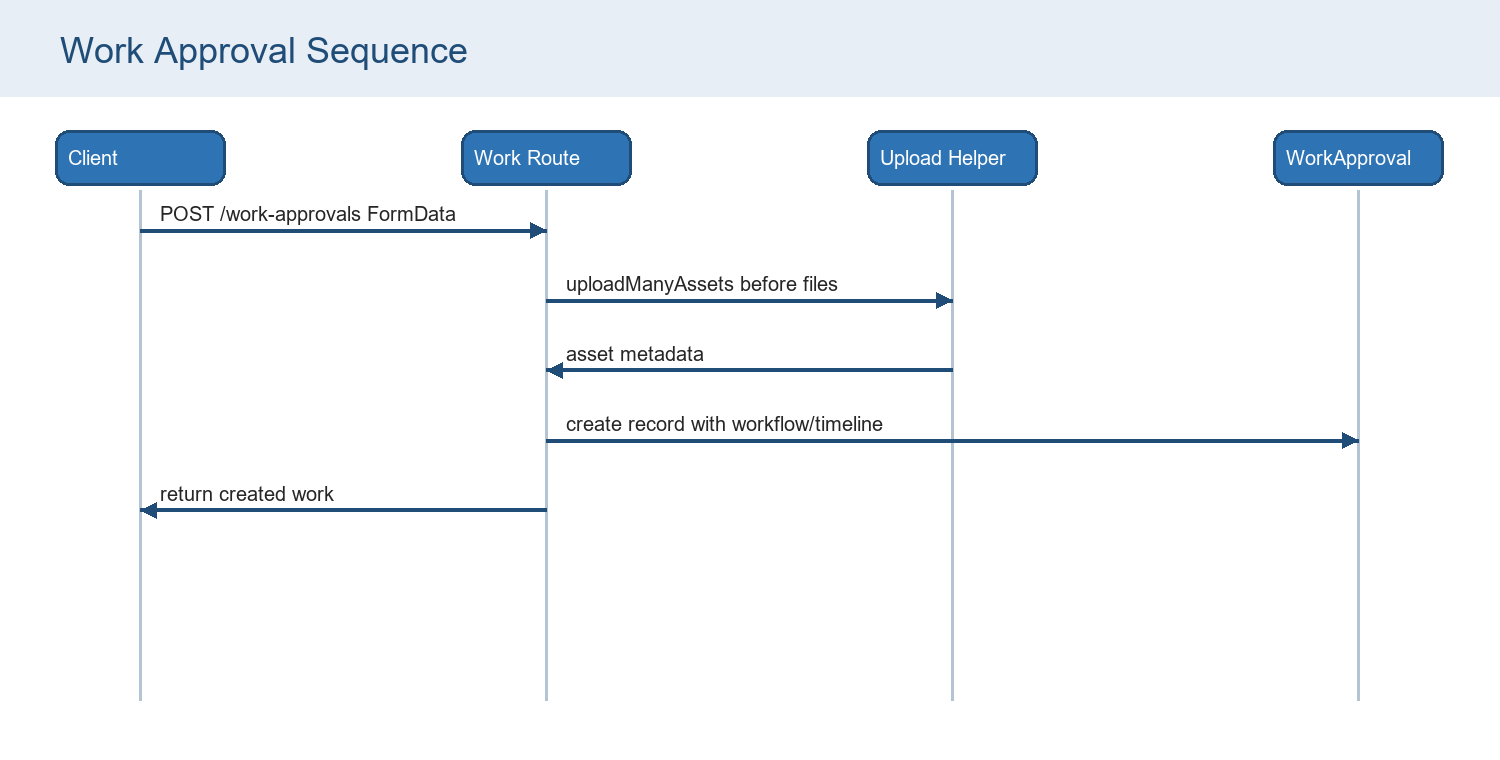 Work Approval Sequence
Client
Work Route
Upload Helper
WorkApproval
POST /work-approvals FormData
uploadManyAssets before files
asset metadata
create record with workflow/timeline
return created work